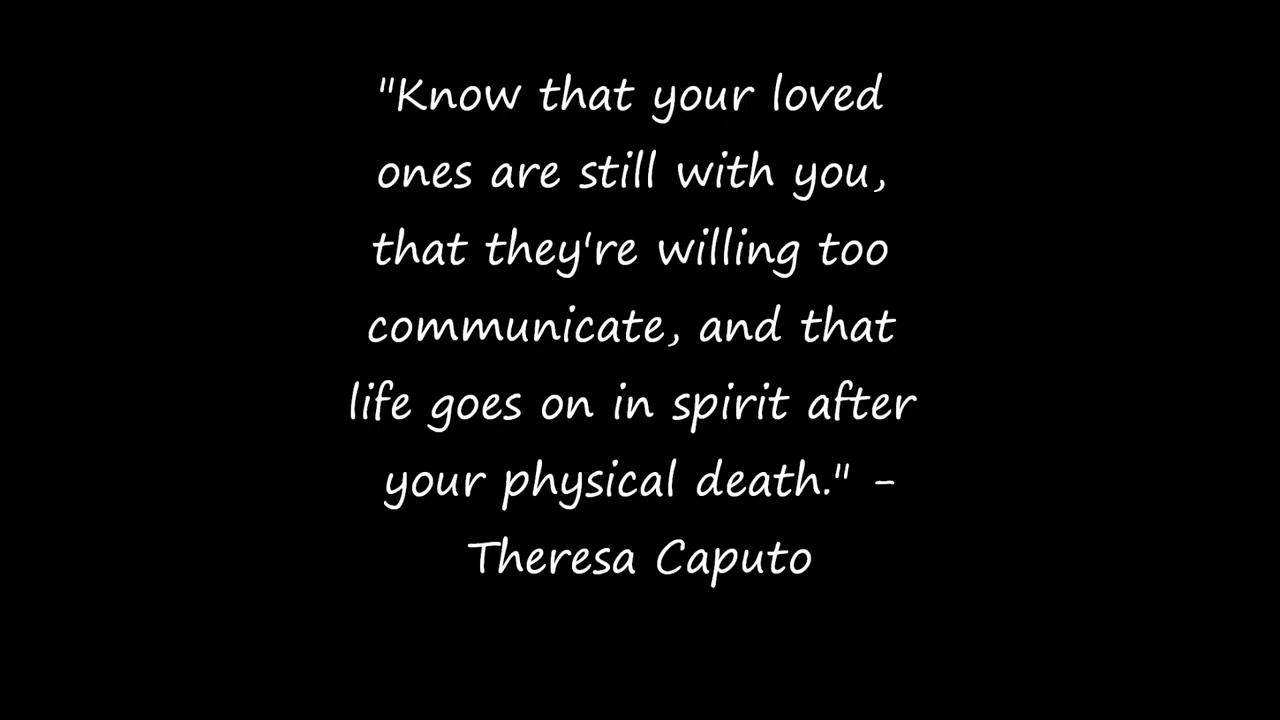 "Know that your loved
ones are still with you,
that they're willing too
communicate, and that
life goes on in spirit after
your physical death." -
Theresa Caputo